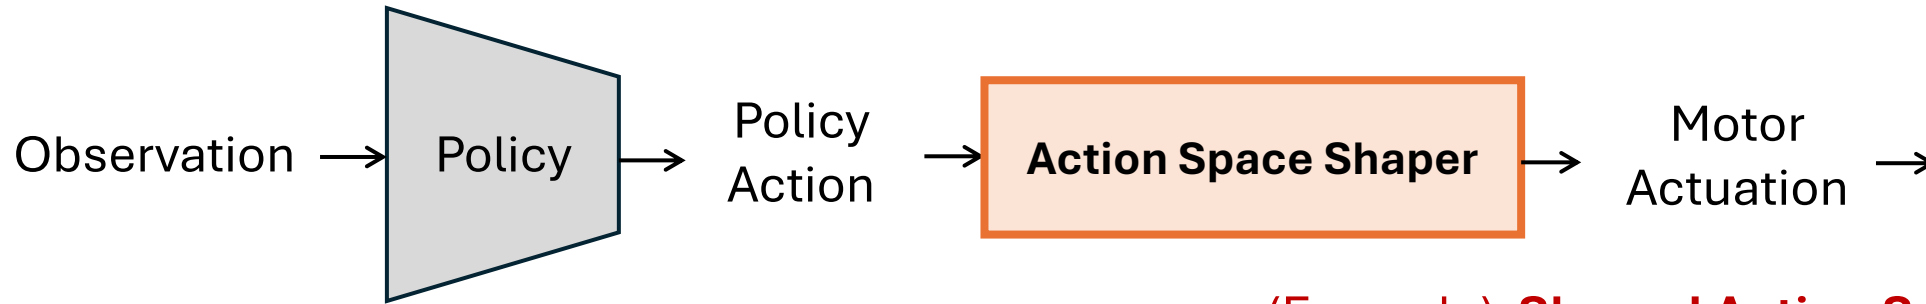 Observation
Policy
Policy
Action
Action Space Shaper
Motor
Actuation